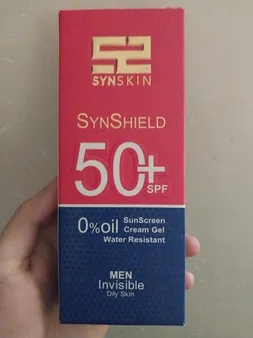 SYNSKIN
SYNSHIELD
50+
SPF
0%oil
SunScreen
Cream Gel
Water Resistant
MEN
Invisible
Oily Skin